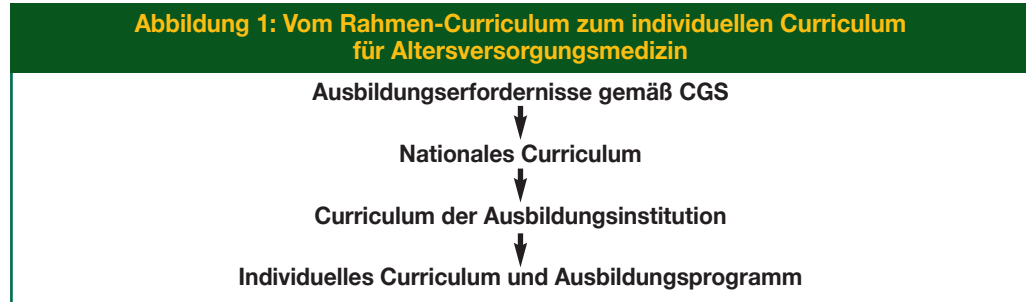 Abbildung 1: Vom Rahmen-Curriculum zum individuellen Curriculum
für Altersversorgungsmedizin
Ausbildungserfordernisse gemäß CGS
Nationales Curriculum
Curriculum der Ausbildungsinstitution
Individuelles Curriculum und Ausbildungsprogramm